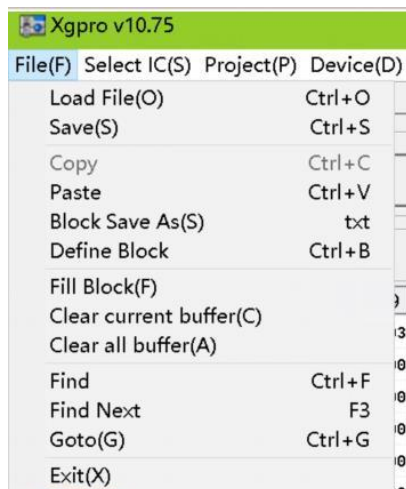 Xgpro v10.75
File(F) Select IC(S) Project(P) Device(D)
Load File(O) Ctrl+O
Save(S) Ctrl+S
Copy Ctrl+C
Paste Ctrl+V
Block Save As(S) txt
Define Block Ctrl+B
Fill Block(F)
Clear current buffer(C)
Clear all buffer(A)
Find Ctrl+F
Find Next F3
Goto(G) Ctrl+G
Exit(X)